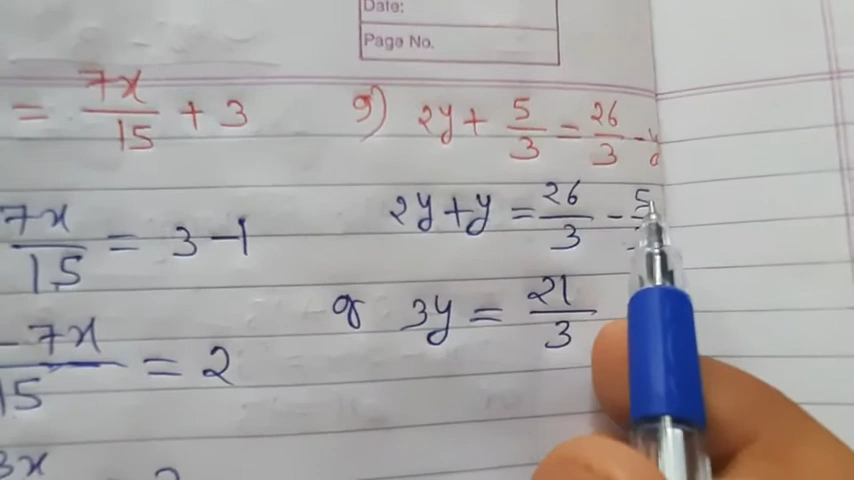 Date:
Page No.
= 7x/15 + 3
9) 2y + 5/3 = 26/3 - y
7x/15 = 3 - 1
2y + y = 26/3 - 5
- 7x/15 = 2
3y = 21/3
3x